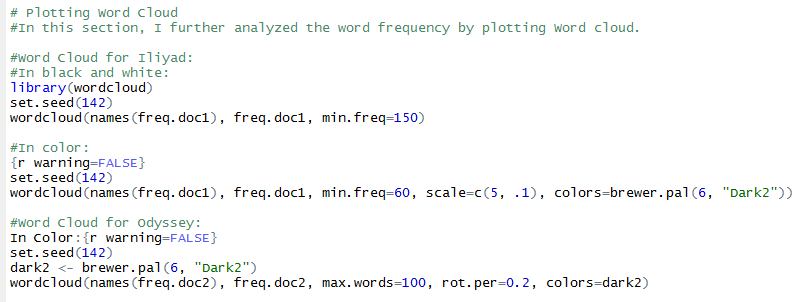 # Plotting Word Cloud
#In this section, I further analyzed the word frequency by plotting Word cloud.
#Word Cloud for Iliyad:
#In black and white:
library(wordcloud)
set.seed(142)
wordcloud(names(freq.doc1), freq.doc1, min.freq=150)
#In color:
{r warning=FALSE}
set.seed(142)
wordcloud(names(freq.doc1), freq.doc1, min.freq=60, scale=c(5, .1), colors=brewer.pal(6, "Dark2"))
#Word Cloud for Odyssey:
In Color:{r warning=FALSE}
set.seed(142)
dark2 <- brewer.pal(6, "Dark2")
wordcloud(names(freq.doc2), freq.doc2, max.words=100, rot.per=0.2, colors=dark2)